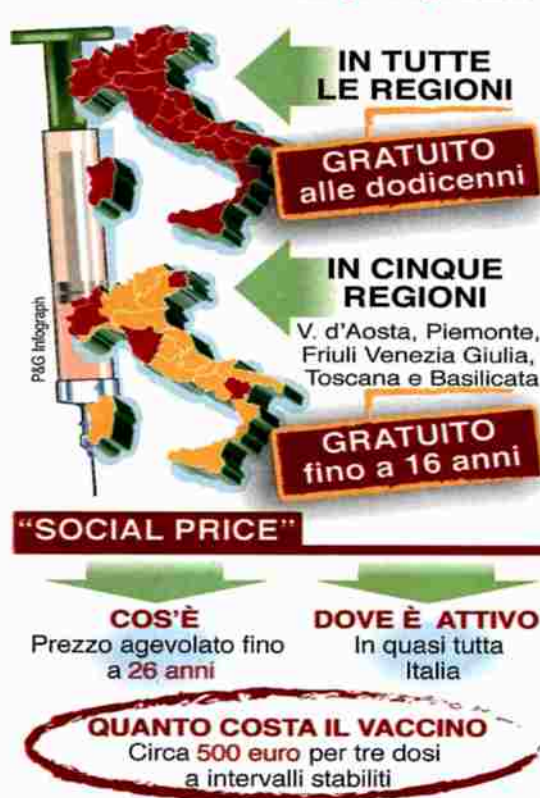 IN TUTTE
LE REGIONI
GRATUITO
alle dodicenni
P&G Infograph
IN CINQUE
REGIONI
V. d'Aosta, Piemonte,
Friuli Venezia Giulia,
Toscana e Basilicata
GRATUITO
fino a 16 anni
"SOCIAL PRICE"
COS'È
Prezzo agevolato fino
a 26 anni
DOVE È ATTIVO
In quasi tutta
Italia
QUANTO COSTA IL VACCINO
Circa 500 euro per tre dosi
a intervalli stabiliti